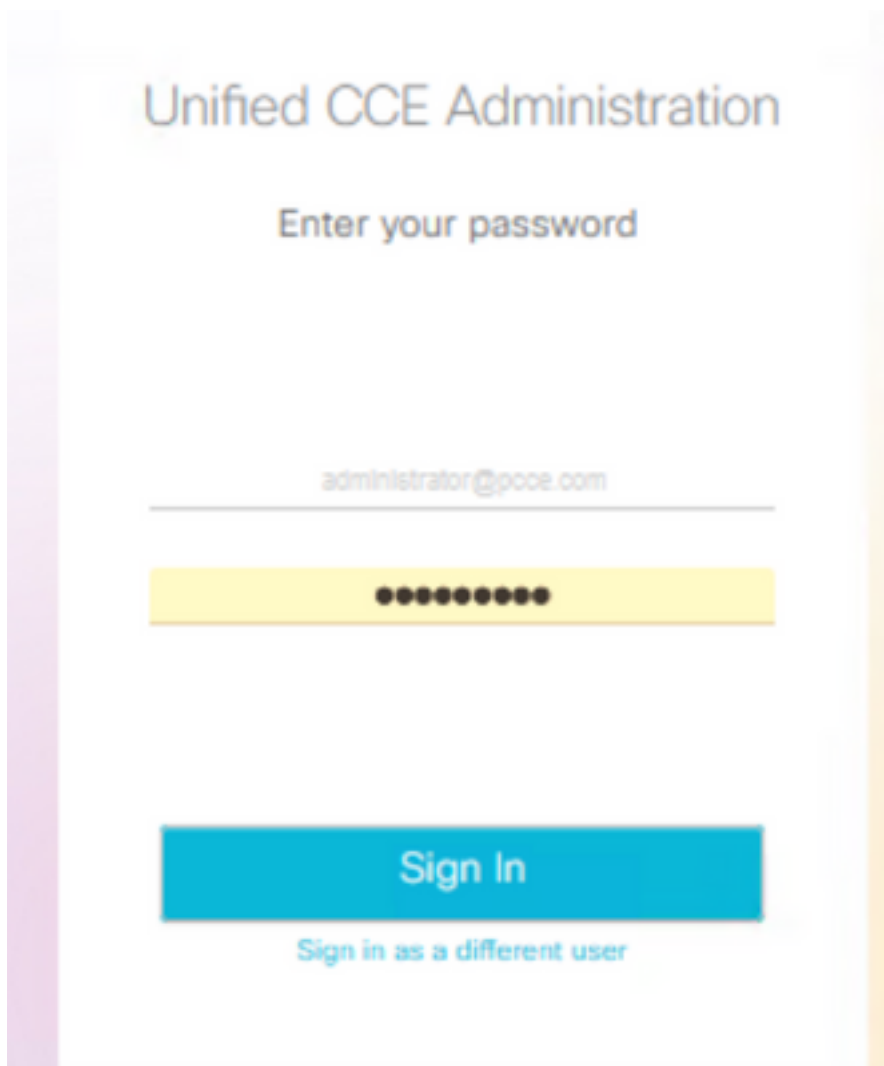 Unified CCE Administration
Enter your password
administrator@pcce.com
●●●●●●●●●
Sign In
Sign in as a different user